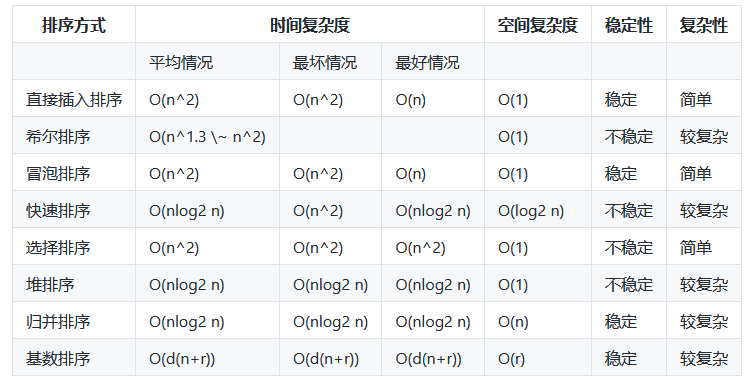 排序方式 时间复杂度 空间复杂度 稳定性 复杂性
平均情况 最坏情况 最好情况
直接插入排序 O(n^2) O(n^2) O(n) O(1) 稳定 简单
希尔排序 O(n^1.3 \~ n^2) O(1) 不稳定 较复杂
冒泡排序 O(n^2) O(n^2) O(n) O(1) 稳定 简单
快速排序 O(nlog2 n) O(n^2) O(nlog2 n) O(log2 n) 不稳定 较复杂
选择排序 O(n^2) O(n^2) O(n^2) O(1) 不稳定 简单
堆排序 O(nlog2 n) O(nlog2 n) O(nlog2 n) O(1) 不稳定 较复杂
归并排序 O(nlog2 n) O(nlog2 n) O(nlog2 n) O(n) 稳定 较复杂
基数排序 O(d(n+r)) O(d(n+r)) O(d(n+r)) O(r) 稳定 较复杂